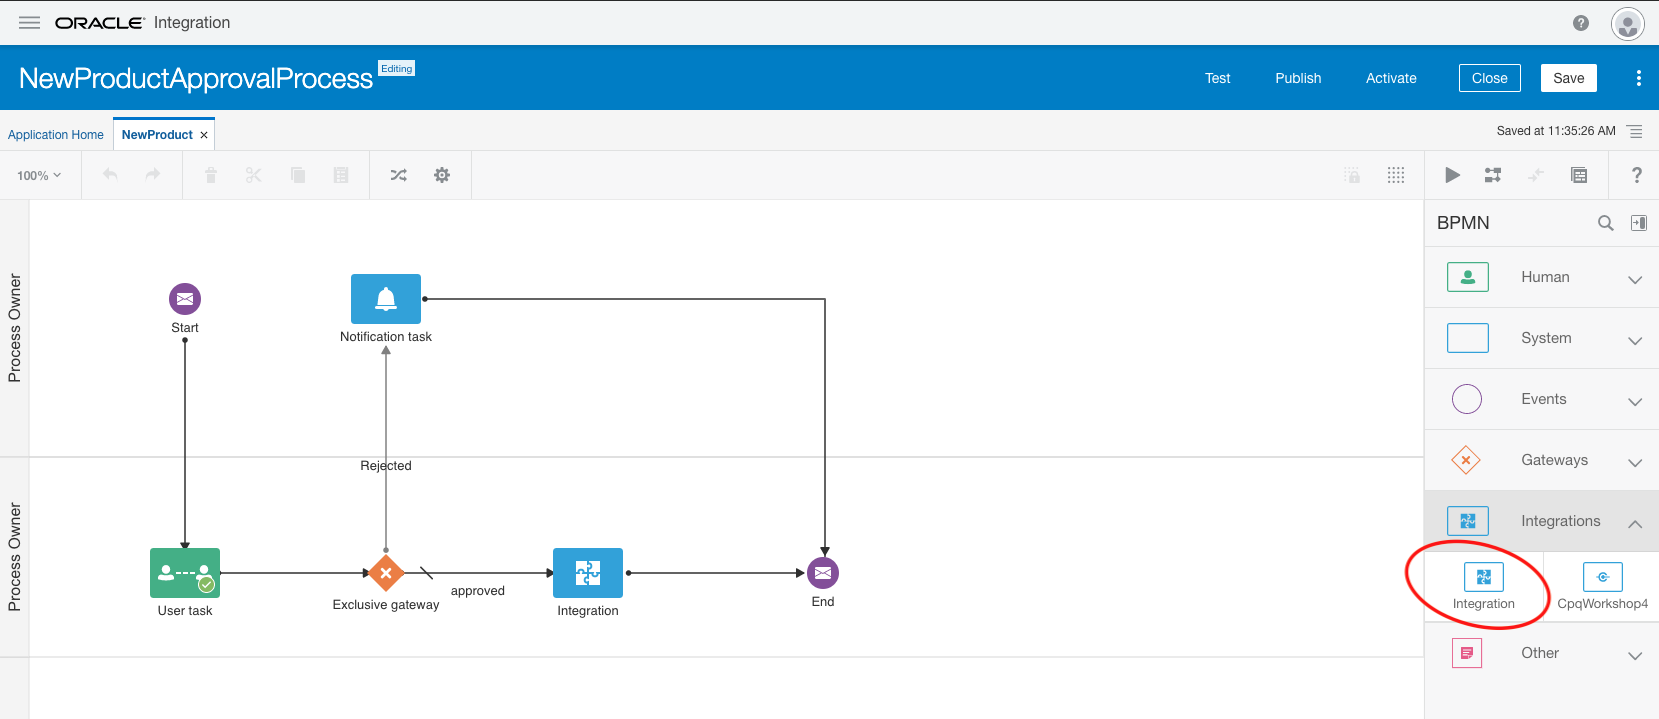 ORACLE Integration
NewProductApprovalProcess Editing
Test Publish Activate Close Save
Application Home NewProduct ×
Saved at 11:35:26 AM
100%
?
BPMN
Human
System
Events
Gateways
Integrations
Integration CpqWorkshop4
Other
Process Owner
Start
Notification task
Rejected
Process Owner
User task
Exclusive gateway
approved
Integration
End